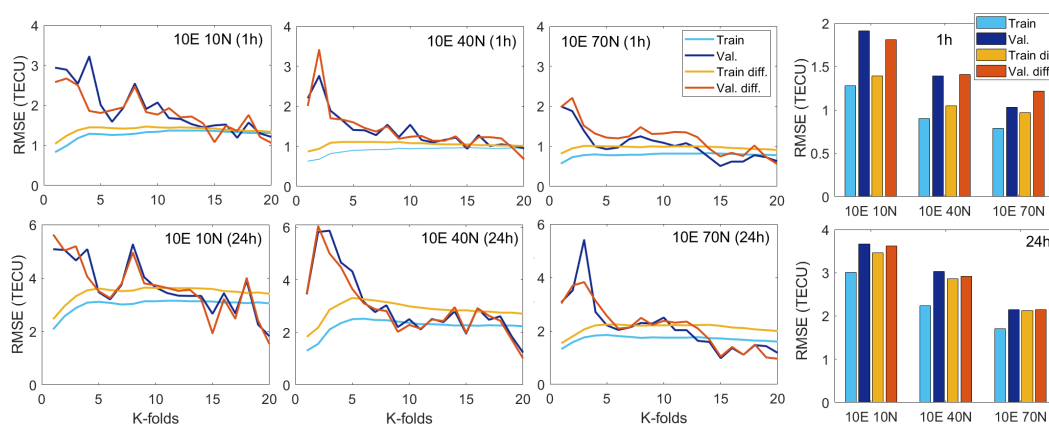 10E 10N (1h)
RMSE (TECU)
4
3
2
1
0
0
5
10
15
20
10E 40N (1h)
4
3
2
1
0
0
5
10
15
20
10E 70N (1h)
Train
Val.
Train diff.
Val. diff.
4
3
2
1
0
0
5
10
15
20
1h
Train
Val.
Train dif
Val. diff.
RMSE (TECU)
2
1.5
1
0.5
0
10E 10N
10E 40N
10E 70N
10E 10N (24h)
RMSE (TECU)
6
4
2
0
0
5
10
15
20
K-folds
10E 40N (24h)
6
5
4
3
2
1
0
0
5
10
15
20
K-folds
10E 70N (24h)
6
4
2
0
0
5
10
15
20
K-folds
24h
RMSE (TECU)
4
3
2
1
0
10E 10N
10E 40N
10E 70N